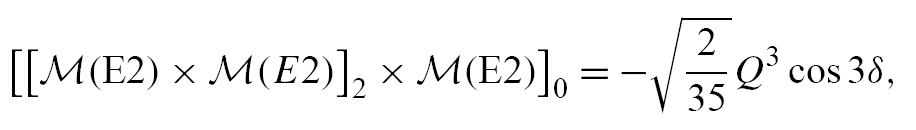 [[ℳ(E2) × ℳ(E2)]₂ × ℳ(E2)]₀ = −√(2/35) Q³ cos 3δ,